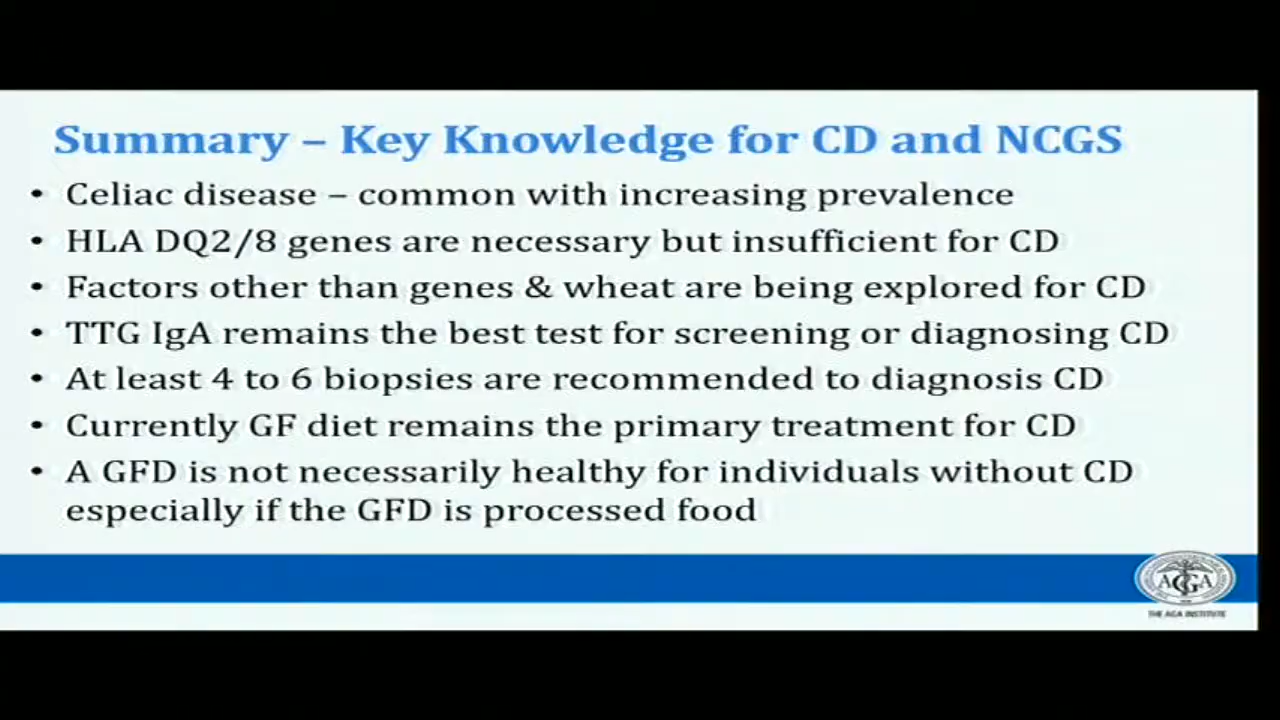 Summary – Key Knowledge for CD and NCGS
• Celiac disease – common with increasing prevalence
• HLA DQ2/8 genes are necessary but insufficient for CD
• Factors other than genes & wheat are being explored for CD
• TTG IgA remains the best test for screening or diagnosing CD
• At least 4 to 6 biopsies are recommended to diagnosis CD
• Currently GF diet remains the primary treatment for CD
• A GFD is not necessarily healthy for individuals without CD
especially if the GFD is processed food
AGA
THE AGA INSTITUTE